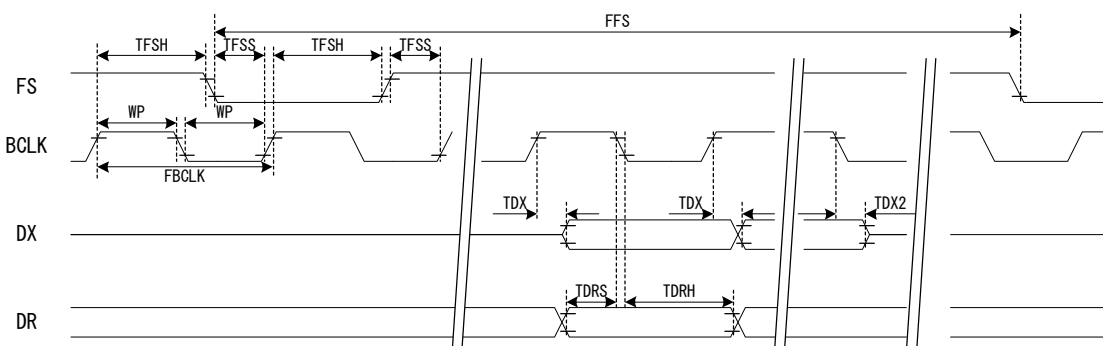 FFS
TFSH TFSS TFSH TFSS
FS
WP WP
BCLK
FBCLK
TDX TDX TDX2
DX
TDRS TDRH
DR